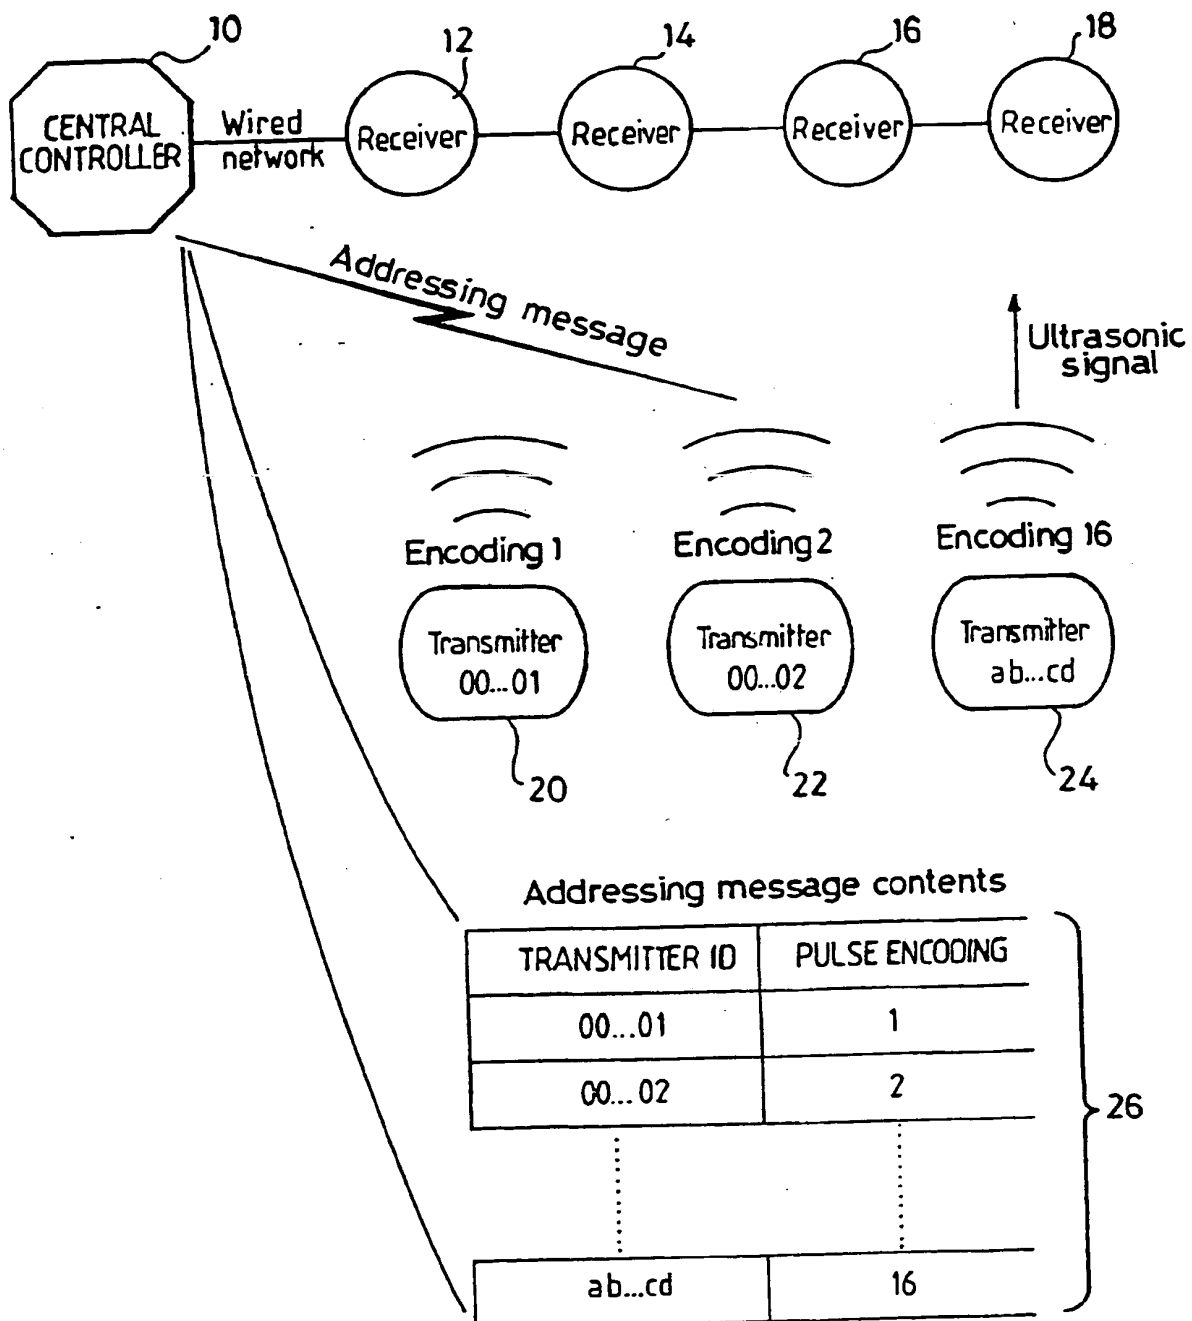 10
12
14
16
18
CENTRAL
CONTROLLER
Wired
network
Receiver
Receiver
Receiver
Receiver
Addressing message
Ultrasonic
signal
Encoding 1
Encoding 2
Encoding 16
Transmitter
00...01
Transmitter
00...02
Transmitter
ab...cd
20
22
24
Addressing message contents
TRANSMITTER ID PULSE ENCODING
00...01 1
00...02 2
26
ab...cd 16